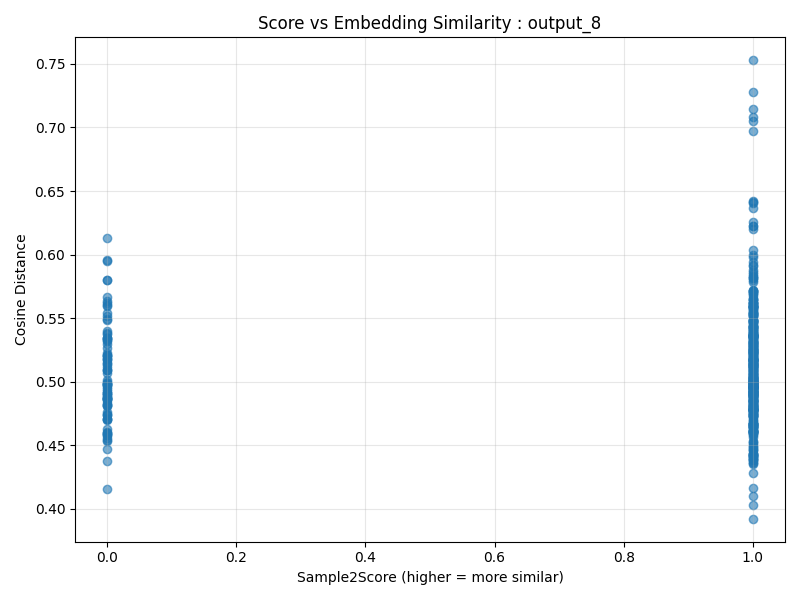 Score vs Embedding Similarity : output_8
0.75
0.70
0.65
0.60
0.55
0.50
0.45
0.40
Cosine Distance
0.0 0.2 0.4 0.6 0.8 1.0
Sample2Score (higher = more similar)